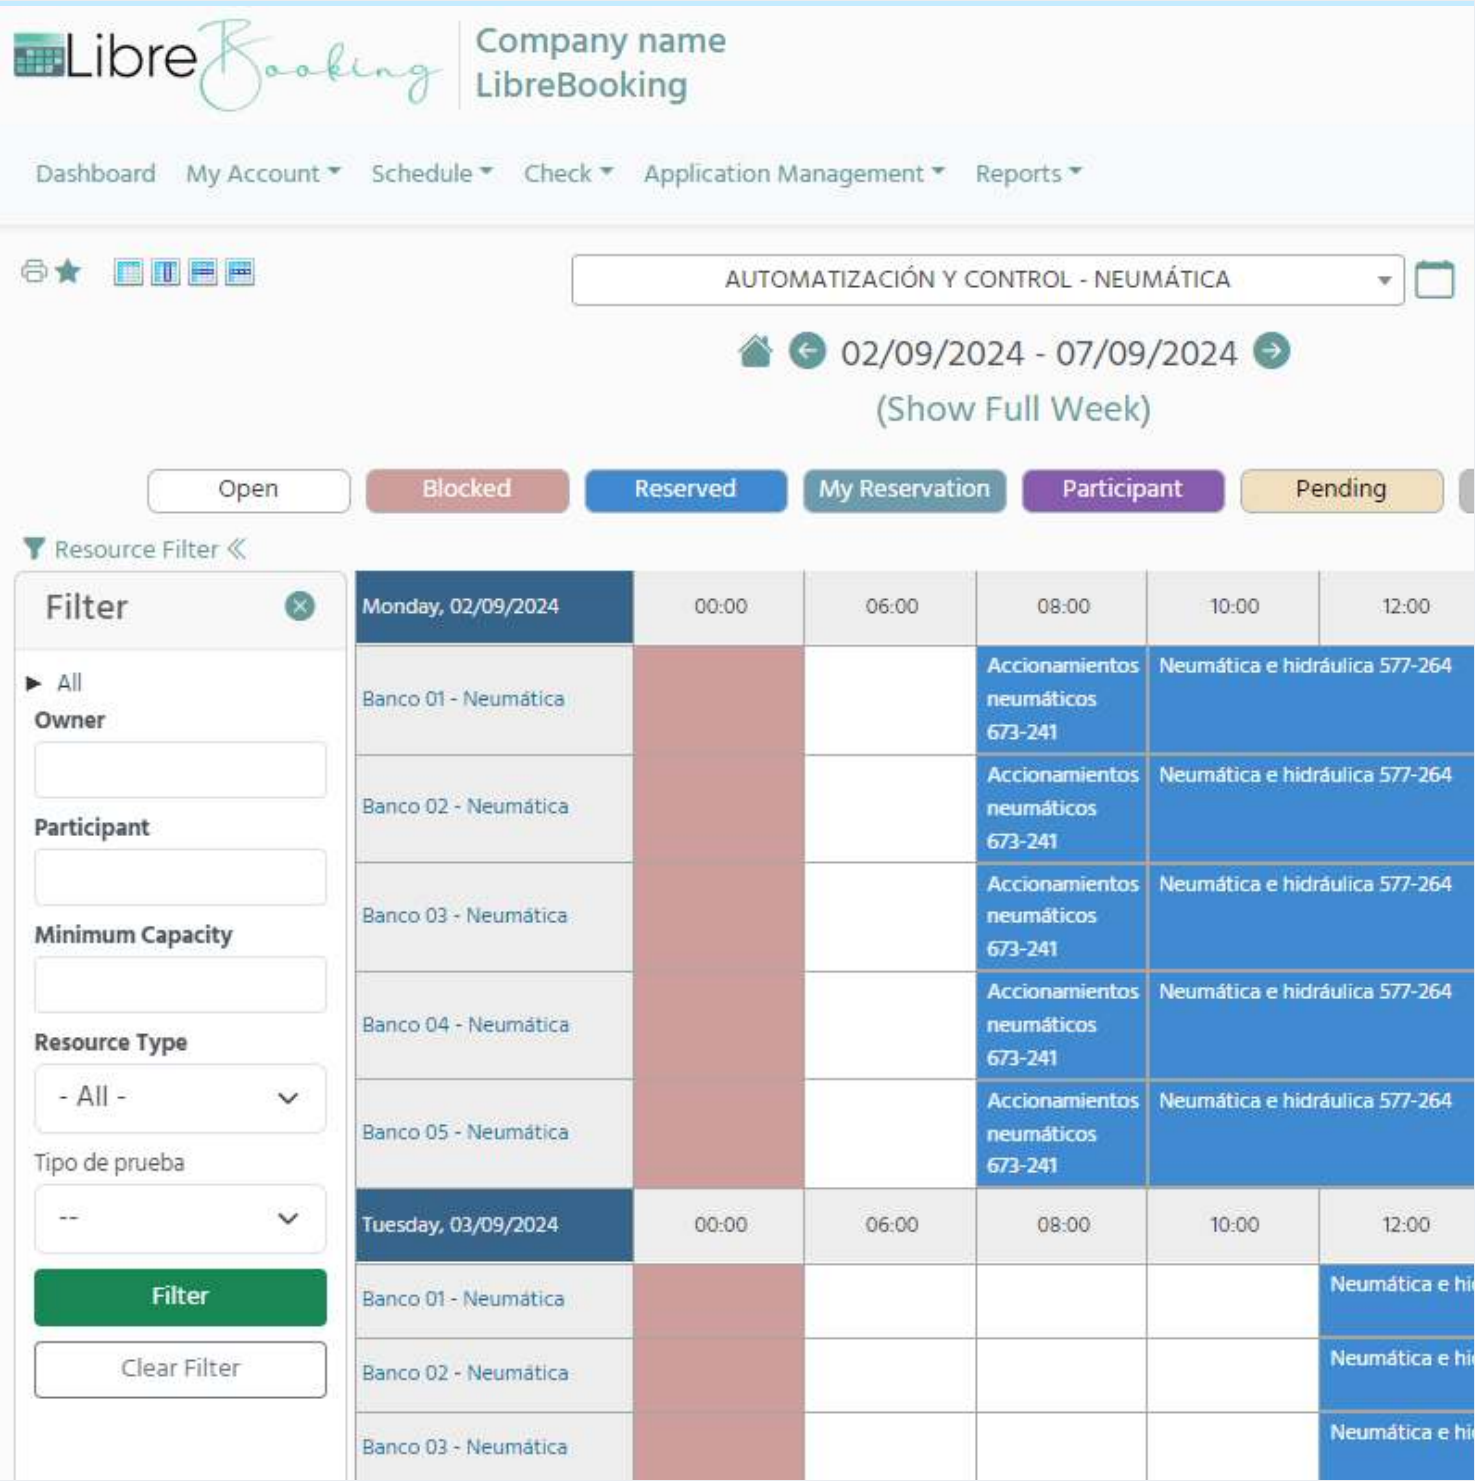 LibreBooking
Company name
LibreBooking
Dashboard My Account Schedule Check Application Management Reports
AUTOMATIZACIÓN Y CONTROL - NEUMÁTICA
02/09/2024 - 07/09/2024
(Show Full Week)
Open Blocked Reserved My Reservation Participant Pending
Resource Filter
Filter
All
Owner
Participant
Minimum Capacity
Resource Type
- All -
Tipo de prueba
--
Filter
Clear Filter
Monday, 02/09/2024 00:00 06:00 08:00 10:00 12:00
Banco 01 - Neumática
Accionamientos
neumáticos
673-241
Neumática e hidráulica 577-264
Banco 02 - Neumática
Accionamientos
neumáticos
673-241
Neumática e hidráulica 577-264
Banco 03 - Neumática
Accionamientos
neumáticos
673-241
Neumática e hidráulica 577-264
Banco 04 - Neumática
Accionamientos
neumáticos
673-241
Neumática e hidráulica 577-264
Banco 05 - Neumática
Accionamientos
neumáticos
673-241
Neumática e hidráulica 577-264
Tuesday, 03/09/2024 00:00 06:00 08:00 10:00 12:00
Banco 01 - Neumática Neumática e
Banco 02 - Neumática Neumática e
Banco 03 - Neumática Neumática e